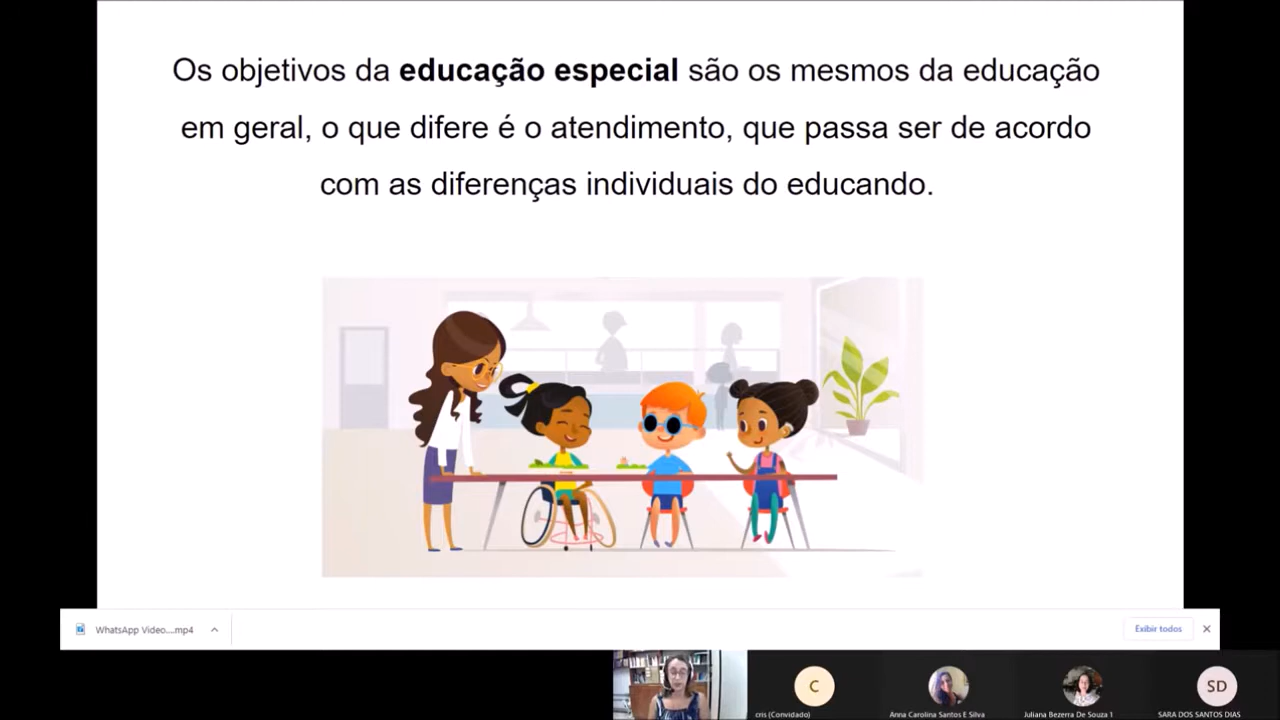 Os objetivos da educação especial são os mesmos da educação
em geral, o que difere é o atendimento, que passa ser de acordo
com as diferenças individuais do educando.
WhatsApp Video....mp4
Exibir todos
C
SD
cris (Convidado)
Anna Carolina Santos E Silva
Juliana Bezerra De Souza 1
SARA DOS SANTOS DIAS